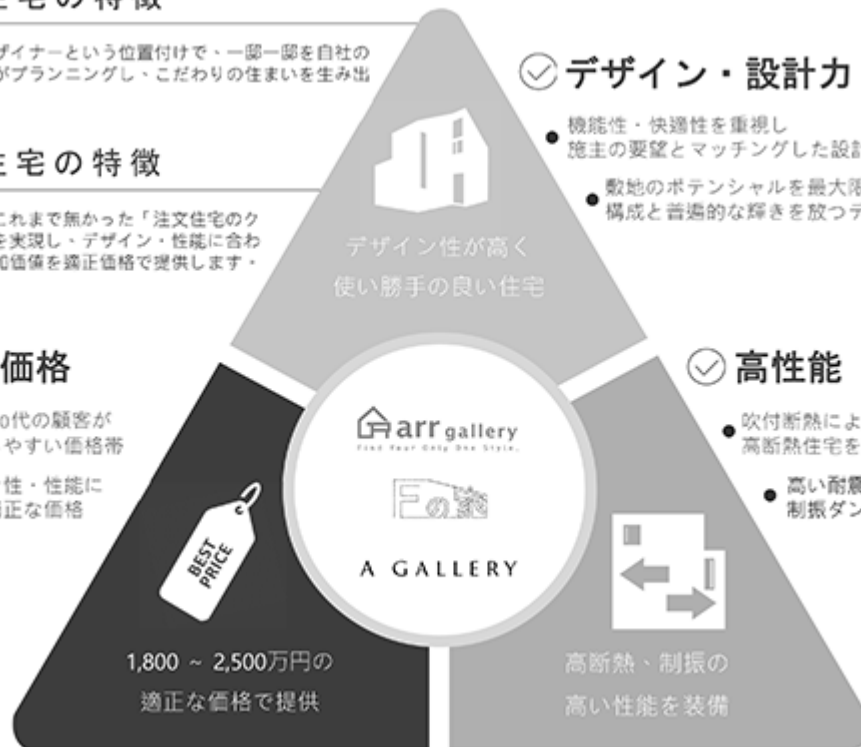 宅の特徴
ザイナーという位置付けで、一邸一邸を自社の
がプランニングし、こだわりの住まいを生み出
宅の特徴
これまで無かった「注文住宅のク
を実現し、デザイン・性能に合わ
加価値を適正価格で提供します。
価格
0代の顧客が
やすい価格帯
性・性能に
正な価格
デザイン性が高く
使い勝手の良い住宅
デザイン・設計力
機能性・快適性を重視し
施主の要望とマッチングした設計
敷地のポテンシャルを最大限
構成と普遍的な輝きを放つデ
高性能
吹付断熱によ
高断熱住宅を
高い耐震
制振ダン
arr gallery
Find Your Only One Style.
Fの家
A GALLERY
BEST
PRICE
1,800 ~ 2,500万円の
適正な価格で提供
高断熱、制振の
高い性能を装備